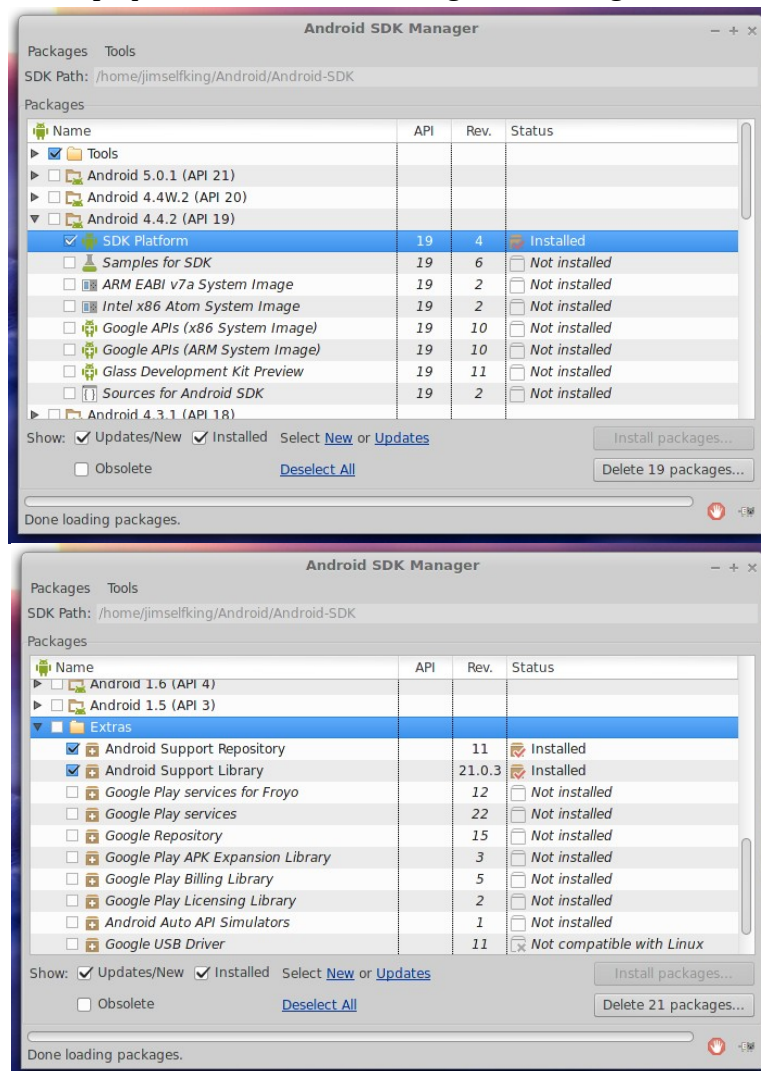 Android SDK Manager
Packages Tools
SDK Path: /home/jimselfking/Android/Android-SDK
Packages
Name API Rev. Status
Tools
Android 5.0.1 (API 21)
Android 4.4W.2 (API 20)
Android 4.4.2 (API 19)
SDK Platform 19 4 Installed
Samples for SDK 19 6 Not installed
ARM EABI v7a System Image 19 2 Not installed
Intel x86 Atom System Image 19 2 Not installed
Google APIs (x86 System Image) 19 10 Not installed
Google APIs (ARM System Image) 19 10 Not installed
Glass Development Kit Preview 19 11 Not installed
Sources for Android SDK 19 2 Not installed
Android 4.3.1 (API 18)
Show: Updates/New Installed Select New or Updates Install packages...
Obsolete Deselect All Delete 19 packages...
Done loading packages.
Android SDK Manager
Packages Tools
SDK Path: /home/jimselfking/Android/Android-SDK
Packages
Name API Rev. Status
Android 1.6 (API 4)
Android 1.5 (API 3)
Extras
Android Support Repository 11 Installed
Android Support Library 21.0.3 Installed
Google Play services for Froyo 12 Not installed
Google Play services 22 Not installed
Google Repository 15 Not installed
Google Play APK Expansion Library 3 Not installed
Google Play Billing Library 5 Not installed
Google Play Licensing Library 2 Not installed
Android Auto API Simulators 1 Not installed
Google USB Driver 11 Not compatible with Linux
Show: Updates/New Installed Select New or Updates Install packages...
Obsolete Deselect All Delete 21 packages...
Done loading packages.